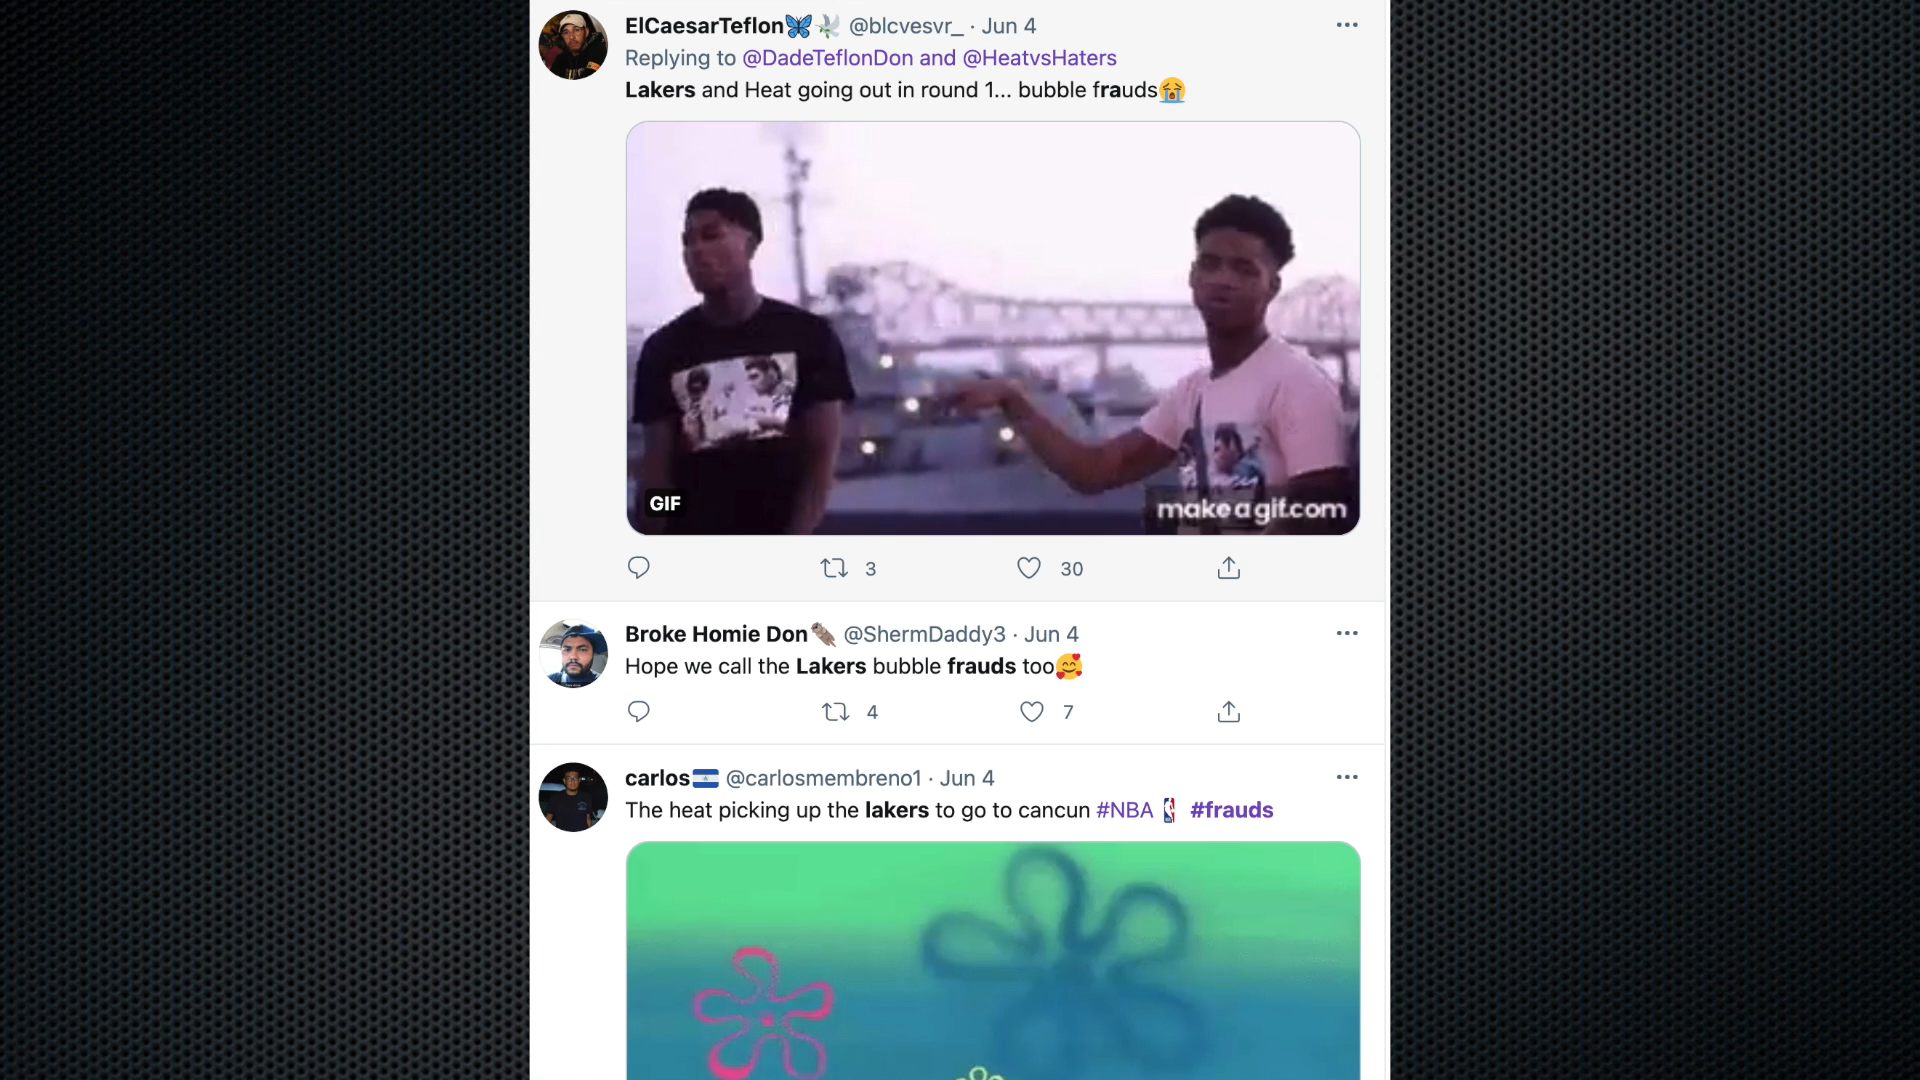 ElCaesarTeflon🦋🕊 @blcvesvr_ · Jun 4
Replying to @DadeTeflonDon and @HeatvsHaters
Lakers and Heat going out in round 1... bubble frauds😭
GIF
make a gif.com
3 30
Broke Homie Don🪶 @ShermDaddy3 · Jun 4
Hope we call the Lakers bubble frauds too🥰
4 7
carlos🇳🇮 @carlosmembreno1 · Jun 4
The heat picking up the lakers to go to cancun #NBA #frauds